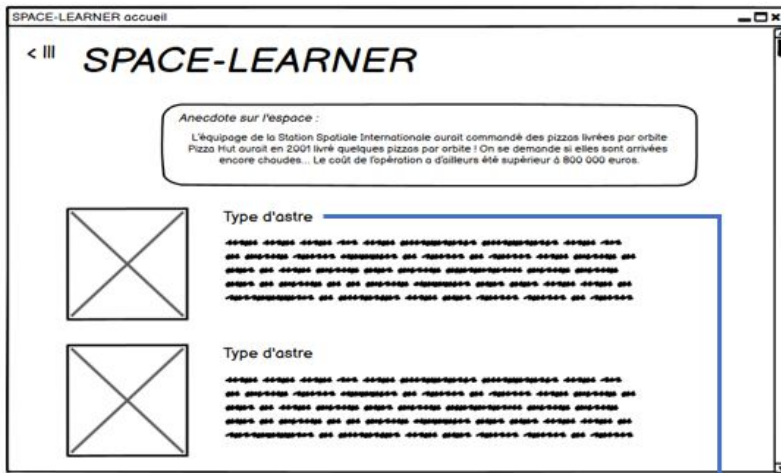 SPACE-LEARNER accueil
< III SPACE-LEARNER
Anecdote sur l'espace :
L'équipage de la Station Spatiale Internationale aurait commandé des pizzas livrées par orbite
Pizza Hut aurait en 2001 livré quelques pizzas par orbite ! On se demande si elles sont arrivées
encore chaudes... Le coût de l'opération a d'ailleurs été supérieur à 800 000 euros.
Type d'astre
Type d'astre